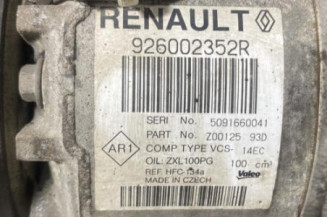 RENAULT
926002352R
SERI No. 5091660041
PART No. Z00125 93D
AR1
COMP TYPE VCS- 14EC
OIL: ZXL100PG 100 cm³
REF. HFC-134a
MADE IN CZECH
Valeo